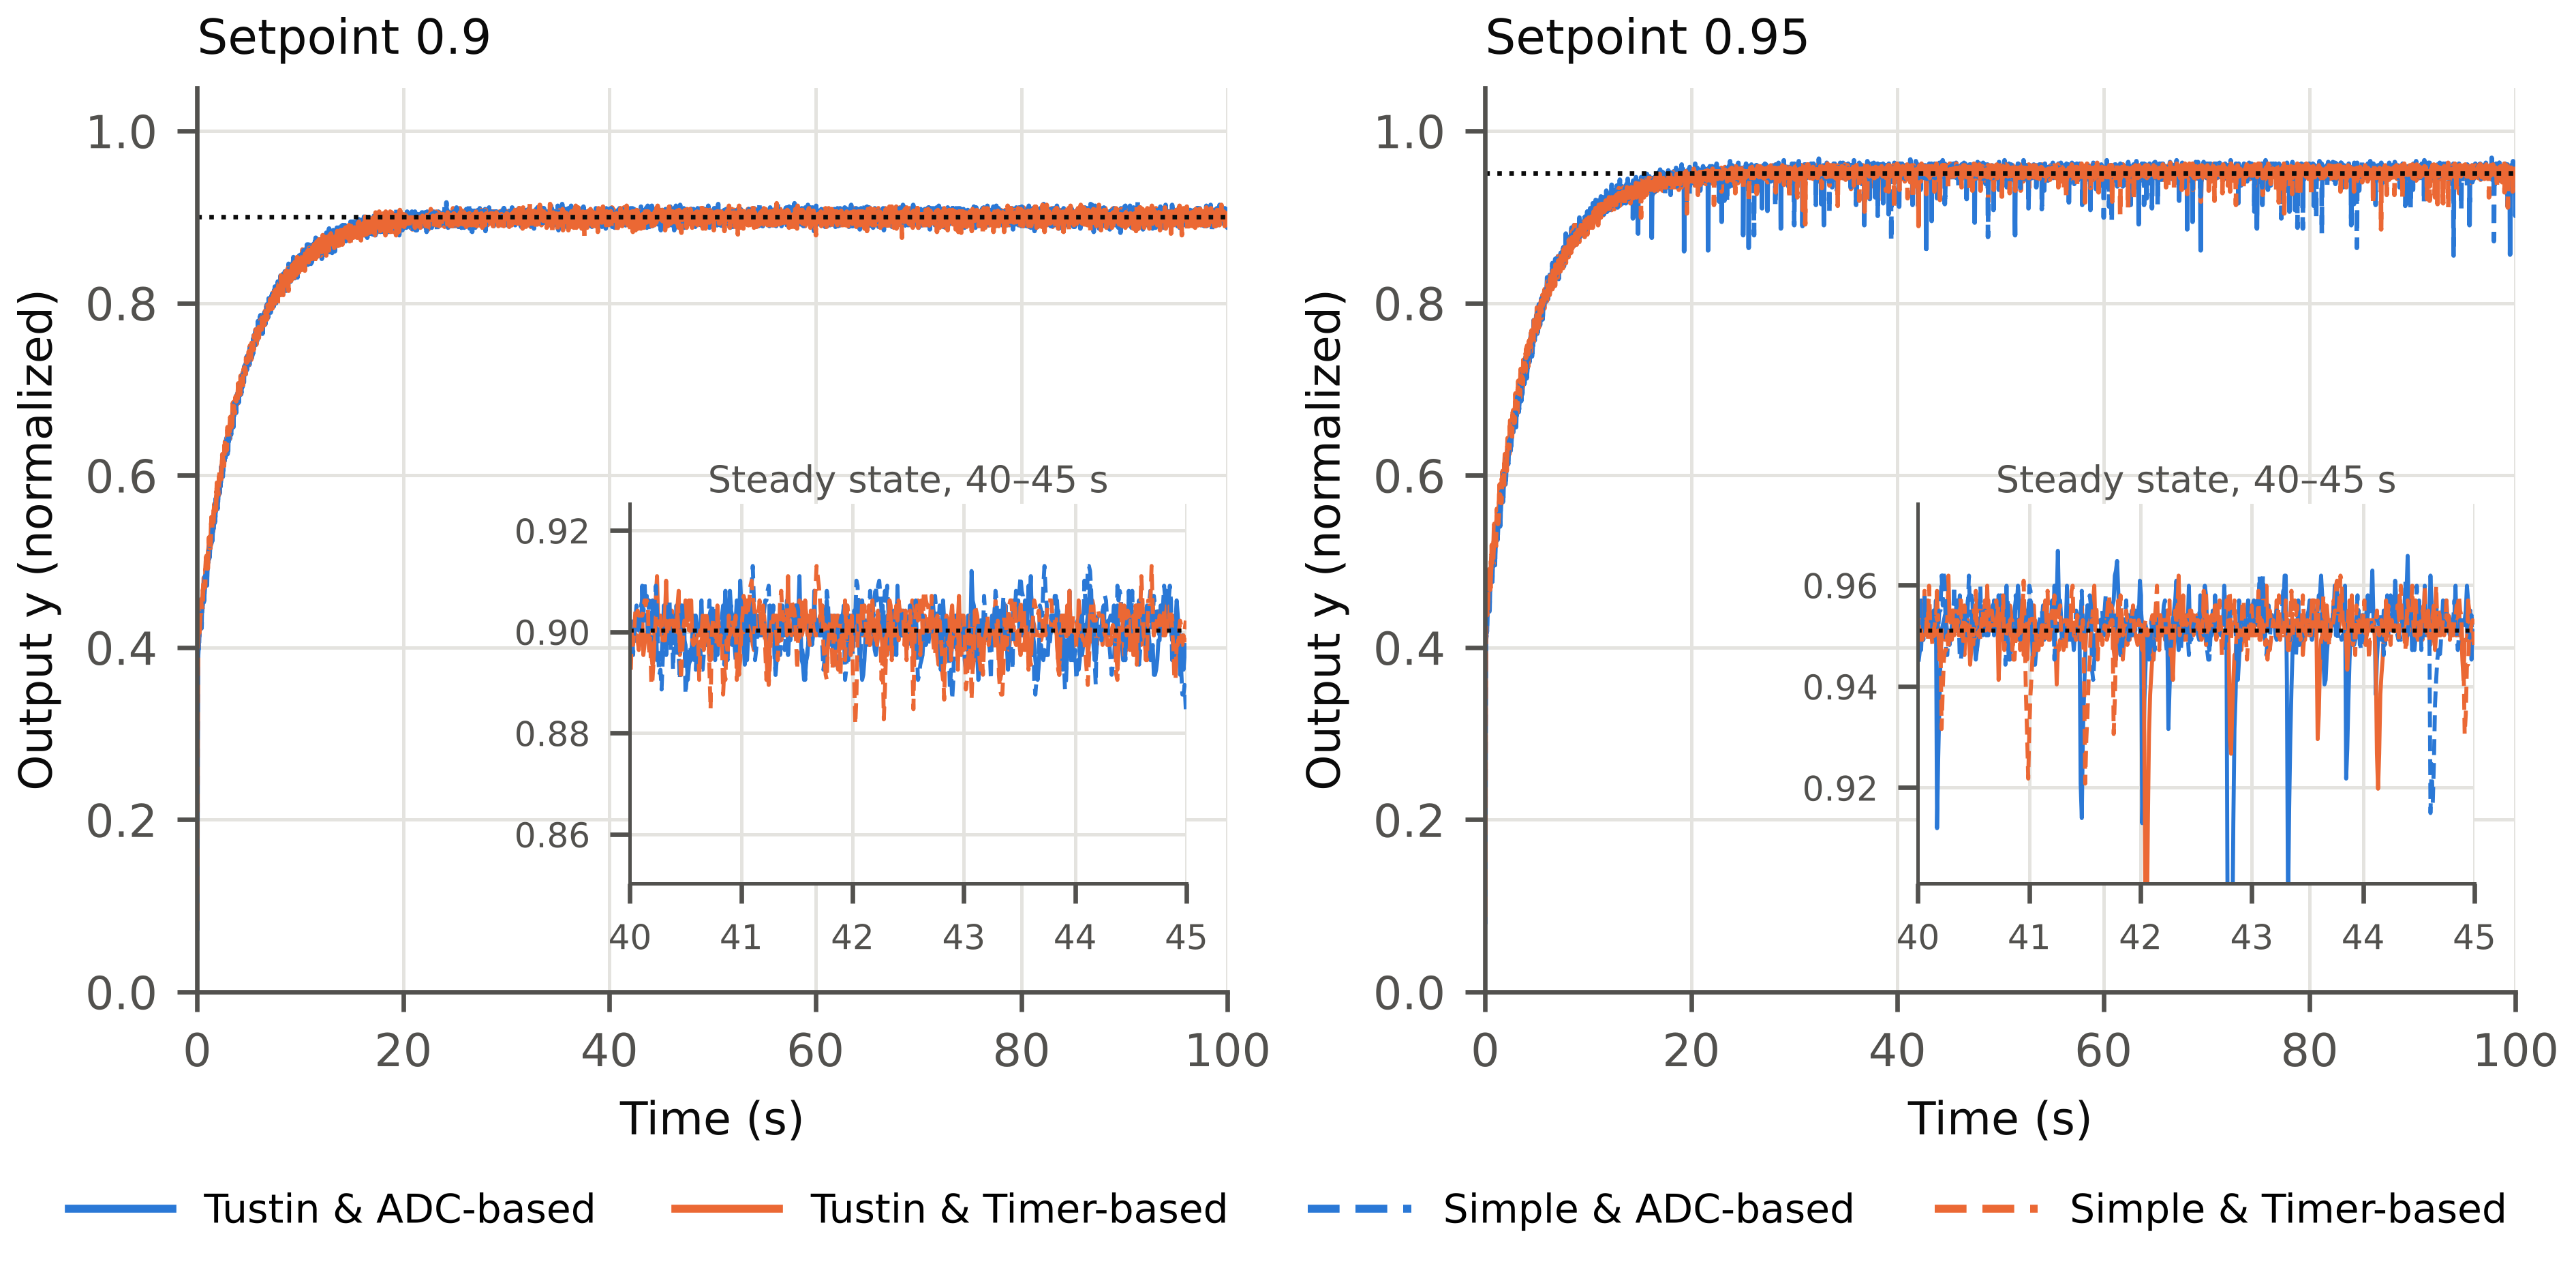 Setpoint 0.9
Output y (normalized)
1.0
0.8
0.6
0.4
0.2
0.0
0 20 40 60 80 100
Time (s)
Steady state, 40–45 s
0.92
0.90
0.88
0.86
40 41 42 43 44 45
Setpoint 0.95
Output y (normalized)
1.0
0.8
0.6
0.4
0.2
0.0
0 20 40 60 80 100
Time (s)
Steady state, 40–45 s
0.96
0.94
0.92
40 41 42 43 44 45
Tustin & ADC-based Tustin & Timer-based Simple & ADC-based Simple & Timer-based